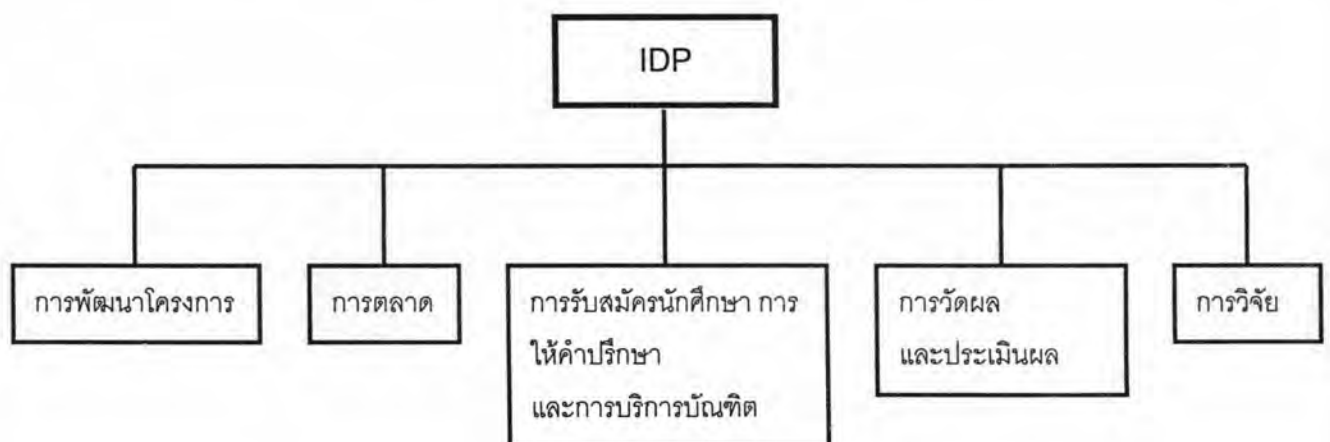 IDP
การพัฒนาโครงการ
การตลาด
การรับสมัครนักศึกษา การ
ให้คำปรึกษา
และการบริการบัณฑิต
การวัดผล
และประเมินผล
การวิจัย